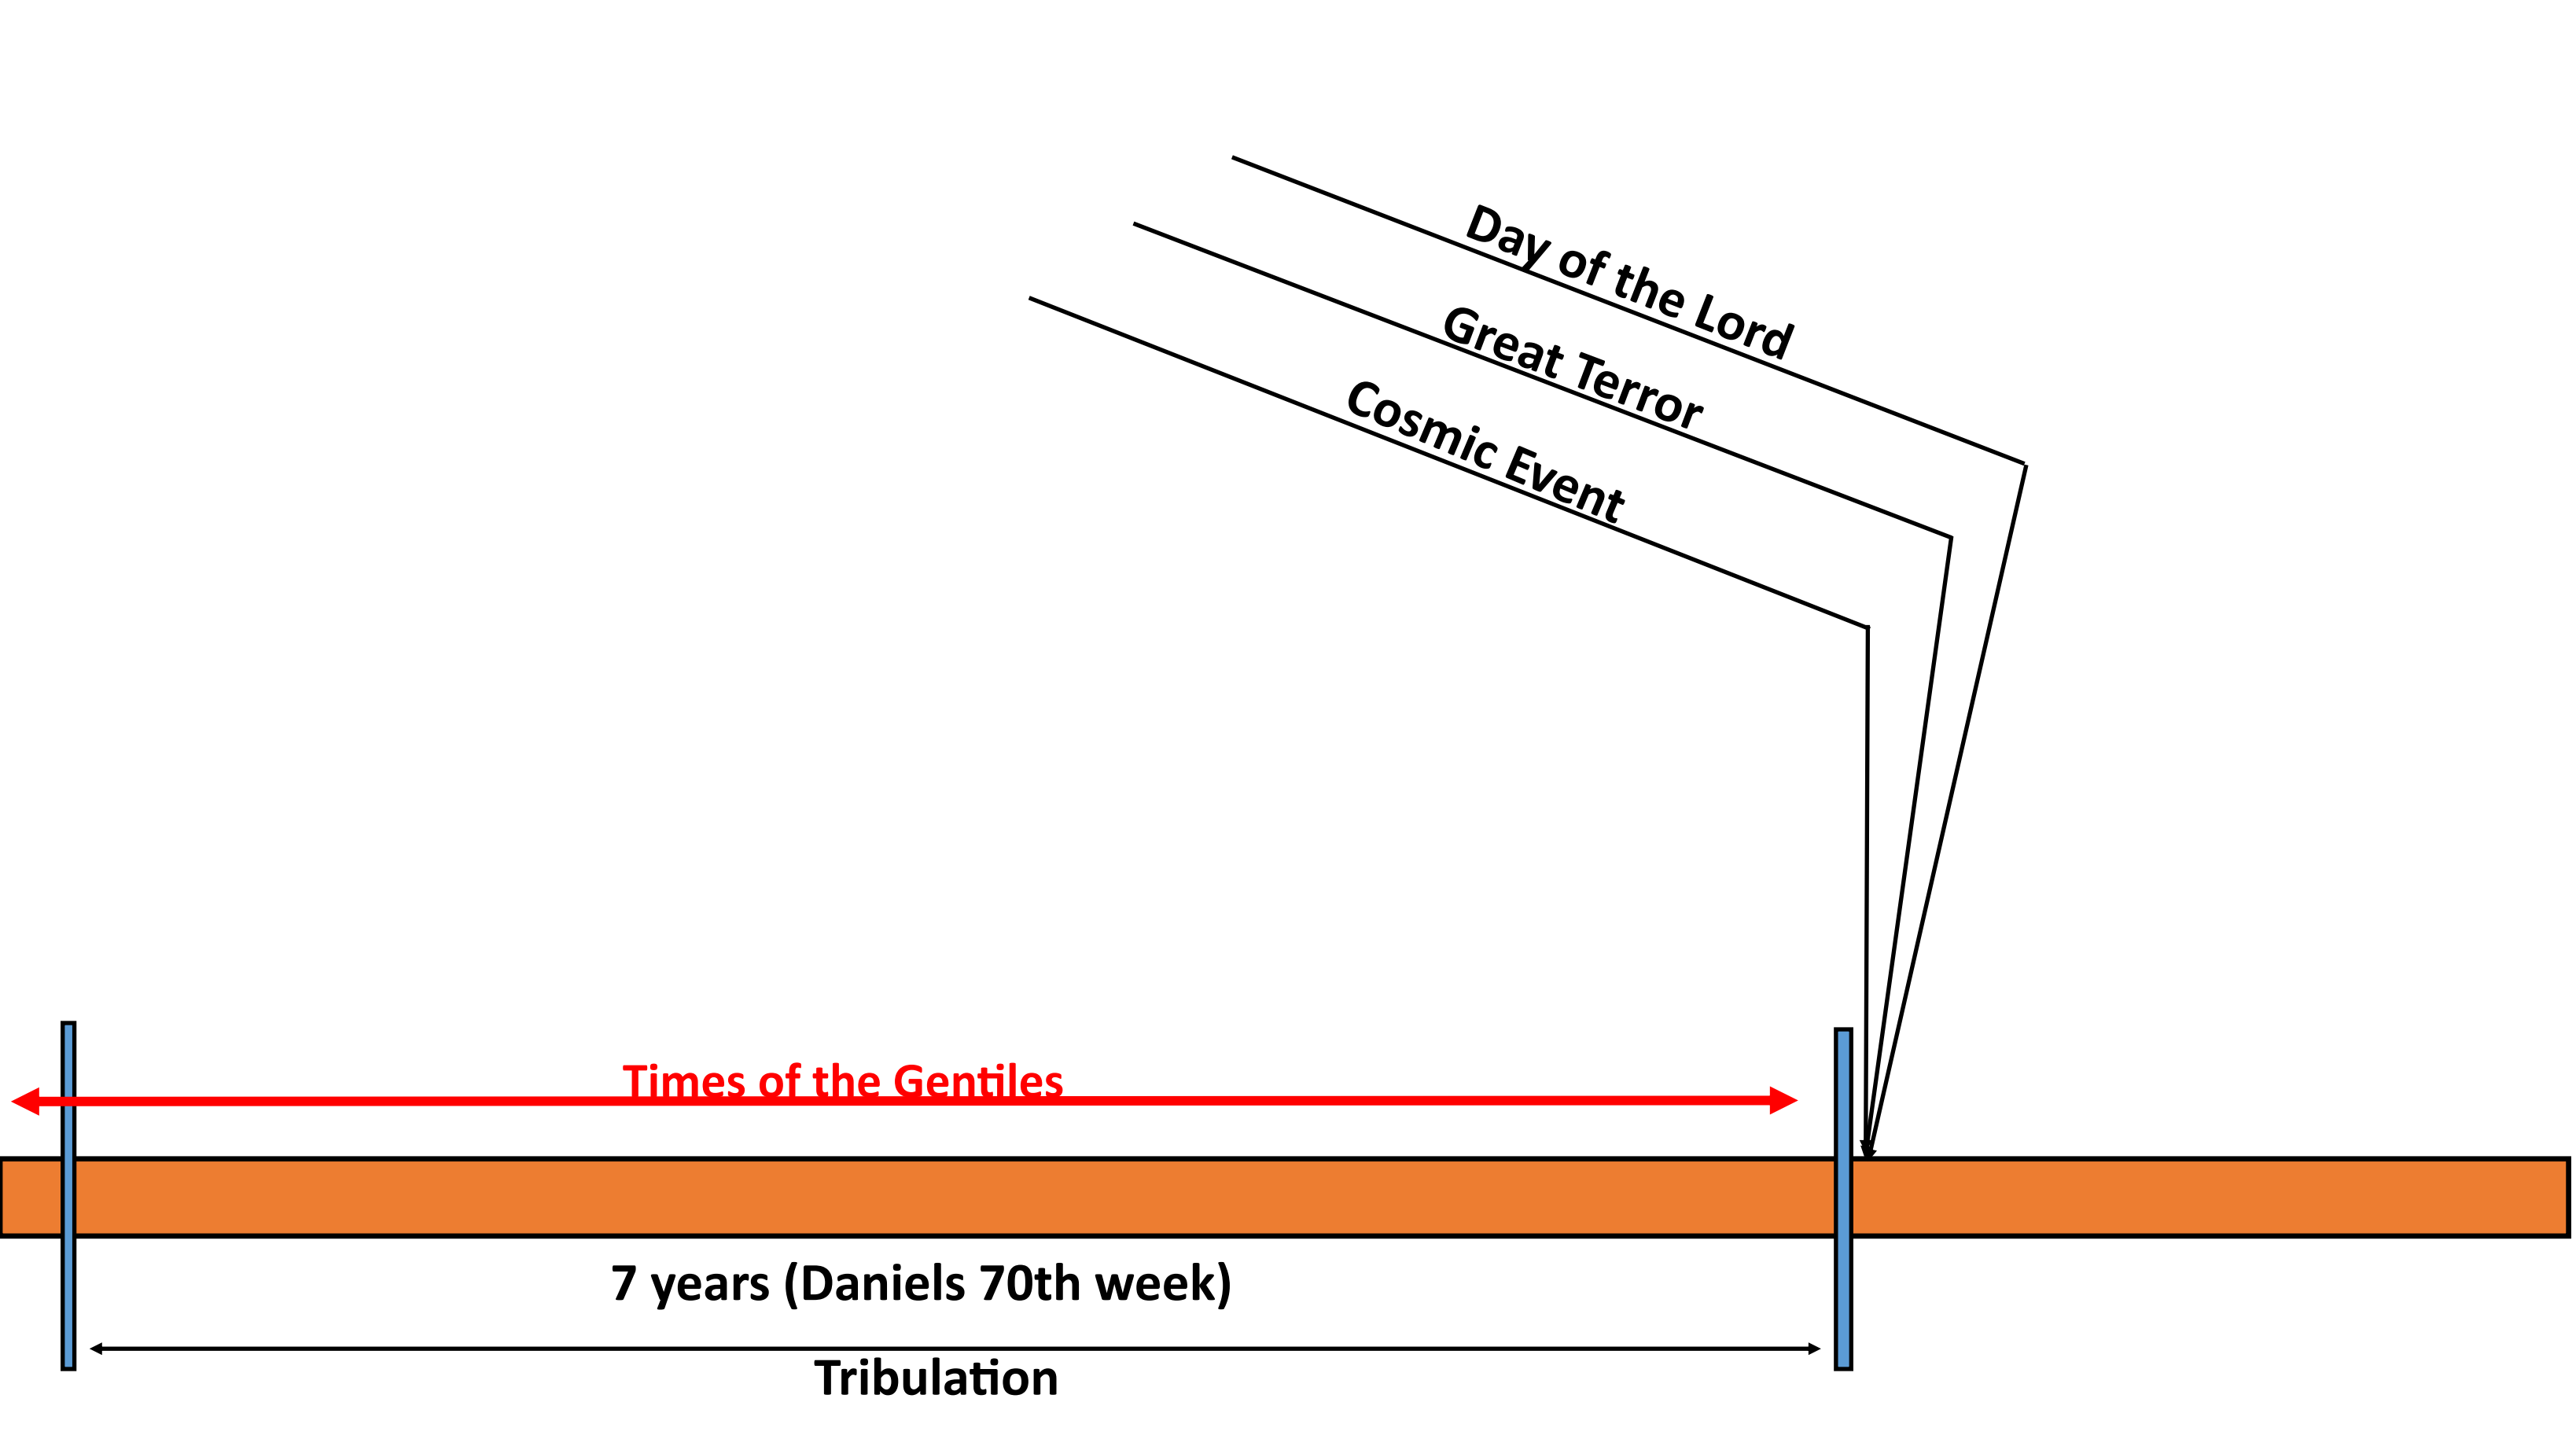 Day of the Lord
Great Terror
Cosmic Event
Times of the Gentiles
7 years (Daniels 70th week)
Tribulation